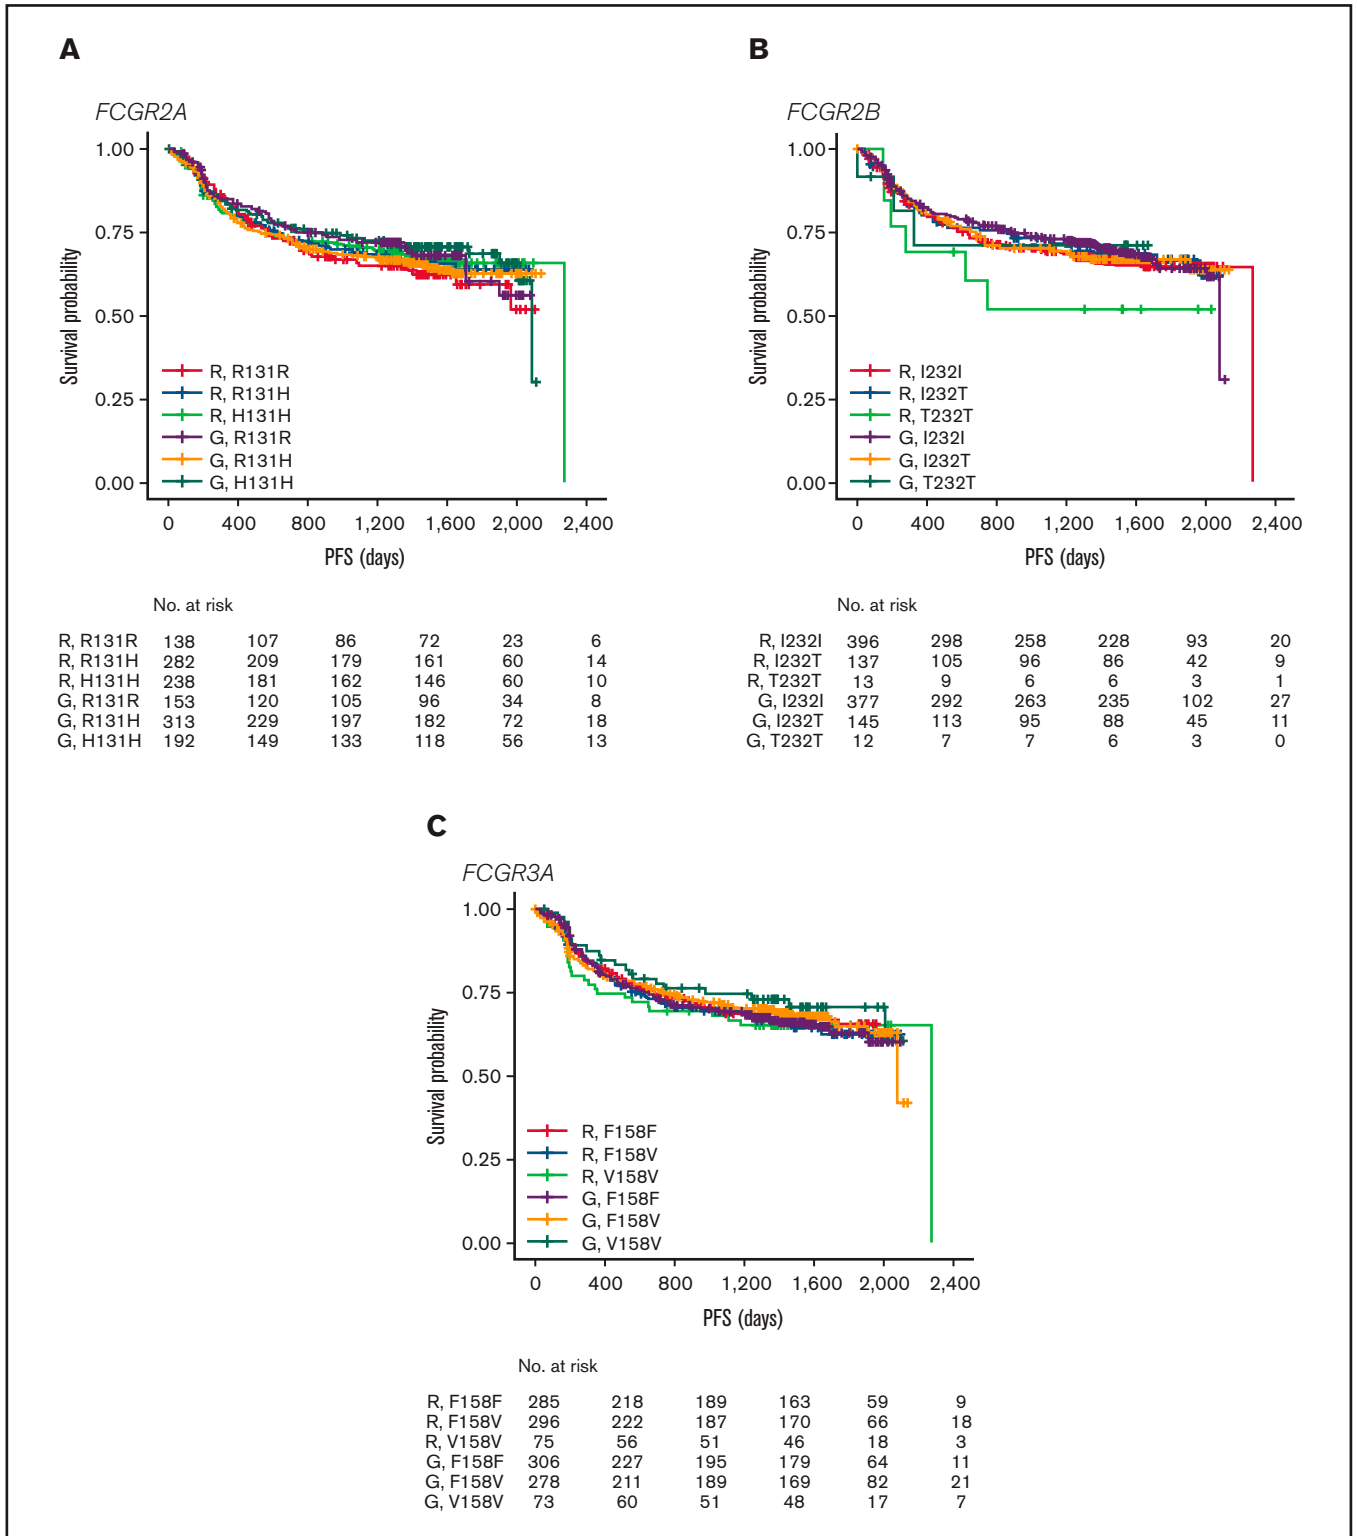 A
FCGR2A
1.00
0.75
0.50
0.25
0.00
Survival probability
R, R131R
R, R131H
R, H131H
G, R131R
G, R131H
G, H131H
0 400 800 1,200 1,600 2,000 2,400
PFS (days)
No. at risk
R, R131R 138 107 86 72 23 6
R, R131H 282 209 179 161 60 14
R, H131H 238 181 162 146 60 10
G, R131R 153 120 105 96 34 8
G, R131H 313 229 197 182 72 18
G, H131H 192 149 133 118 56 13
B
FCGR2B
1.00
0.75
0.50
0.25
0.00
Survival probability
R, I232I
R, I232T
R, T232T
G, I232I
G, I232T
G, T232T
0 400 800 1,200 1,600 2,000 2,400
PFS (days)
No. at risk
R, I232I 396 298 258 228 93 20
R, I232T 137 105 96 86 42 9
R, T232T 13 9 6 6 3 1
G, I232I 377 292 263 235 102 27
G, I232T 145 113 95 88 45 11
G, T232T 12 7 7 6 3 0
C
FCGR3A
1.00
0.75
0.50
0.25
0.00
Survival probability
R, F158F
R, F158V
R, V158V
G, F158F
G, F158V
G, V158V
0 400 800 1,200 1,600 2,000 2,400
PFS (days)
No. at risk
R, F158F 285 218 189 163 59 9
R, F158V 296 222 187 170 66 18
R, V158V 75 56 51 46 18 3
G, F158F 306 227 195 179 64 11
G, F158V 278 211 189 169 82 21
G, V158V 73 60 51 48 17 7